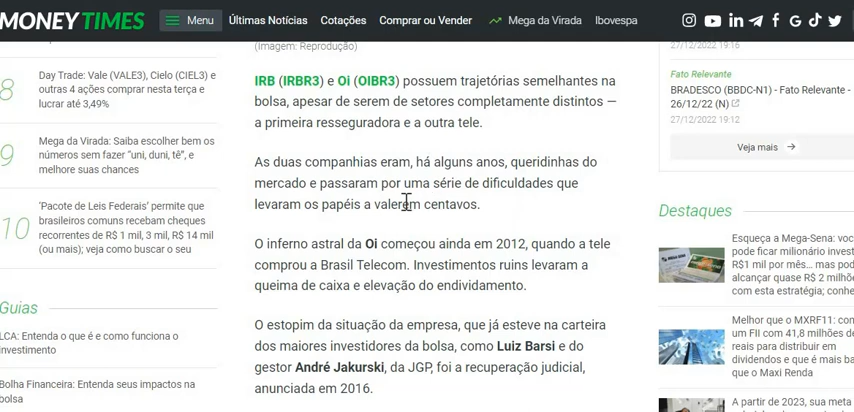 MONEY TIMES
Menu
Últimas Notícias
Cotações
Comprar ou Vender
Mega da Virada
Ibovespa
8
Day Trade: Vale (VALE3), Cielo (CIEL3) e
outras 4 ações comprar nesta terça e
lucrar até 3,49%
9
Mega da Virada: Saiba escolher bem os
números sem fazer “uni, duni, tê”, e
melhore suas chances
10
‘Pacote de Leis Federais’ permite que
brasileiros comuns recebam cheques
recorrentes de R$ 1 mil, 3 mil, R$ 14 mil
(ou mais); veja como buscar o seu
Guias
LCA: Entenda o que é e como funciona o
investimento
Bolha Financeira: Entenda seus impactos na
bolsa
(Imagem: Reprodução)
IRB (IRBR3) e Oi (OIBR3) possuem trajetórias semelhantes na
bolsa, apesar de serem de setores completamente distintos —
a primeira resseguradora e a outra tele.
As duas companhias eram, há alguns anos, queridinhas do
mercado e passaram por uma série de dificuldades que
levaram os papéis a valerem centavos.
O inferno astral da Oi começou ainda em 2012, quando a tele
comprou a Brasil Telecom. Investimentos ruins levaram a
queima de caixa e elevação do endividamento.
O estopim da situação da empresa, que já esteve na carteira
dos maiores investidores da bolsa, como Luiz Barsi e do
gestor André Jakurski, da JGP, foi a recuperação judicial,
anunciada em 2016.
27/12/2022 19:16
Fato Relevante
BRADESCO (BBDC-N1) - Fato Relevante -
26/12/22 (N)
27/12/2022 19:12
Veja mais
Destaques
Esqueça a Mega-Sena: voc
pode ficar milionário invest
R$1 mil por mês… mas pod
alcançar quase R$ 2 milhõe
com esta estratégia; conhe
Melhor que o MXRF11: cor
um FII com 41,8 milhões de
reais para distribuir em
dividendos e que é mais ba
que o Maxi Renda
A partir de 2023, sua meta